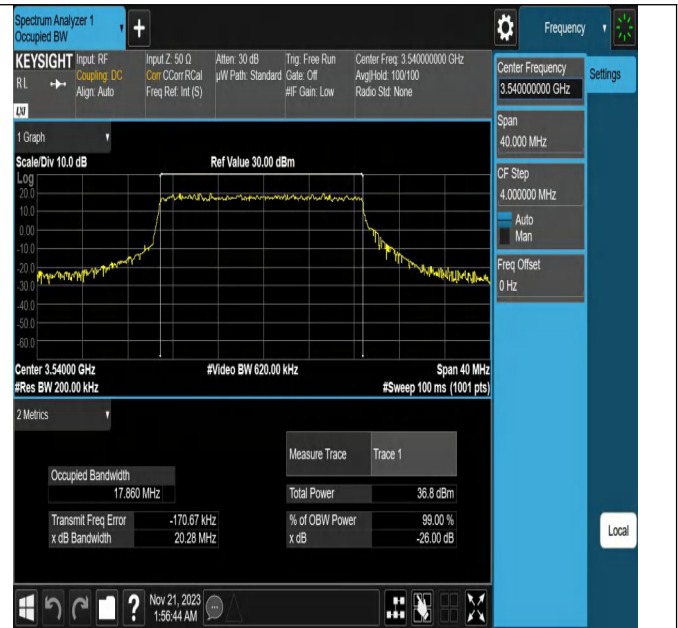 Spectrum Analyzer 1
Occupied BW
Frequency
KEYSIGHT
RL
Input: RF
Coupling: DC
Align: Auto
Input Z: 50 Ω
Corr CCorr RCal
Freq Ref: Int (S)
Atten: 30 dB
µW Path: Standard
Trig: Free Run
Gate: Off
#IF Gain: Low
Center Freq: 3.540000000 GHz
Avg|Hold: 100/100
Radio Std: None
LNI
Center Frequency
3.540000000 GHz
Settings
Span
40.000 MHz
CF Step
4.000000 MHz
Auto
Man
Freq Offset
0 Hz
Local
1 Graph
Scale/Div 10.0 dB
Ref Value 30.00 dBm
Log
20.0
10.0
0.00
-10.0
-20.0
-30.0
-40.0
-50.0
-60.0
Center 3.54000 GHz
#Video BW 620.00 kHz
Span 40 MHz
#Res BW 200.00 kHz
#Sweep 100 ms (1001 pts)
2 Metrics
Measure Trace
Trace 1
Occupied Bandwidth
17.860 MHz
Total Power
36.8 dBm
Transmit Freq Error
-170.67 kHz
% of OBW Power
99.00 %
x dB Bandwidth
20.28 MHz
x dB
-26.00 dB
?
Nov 21, 2023
1:56:44 AM